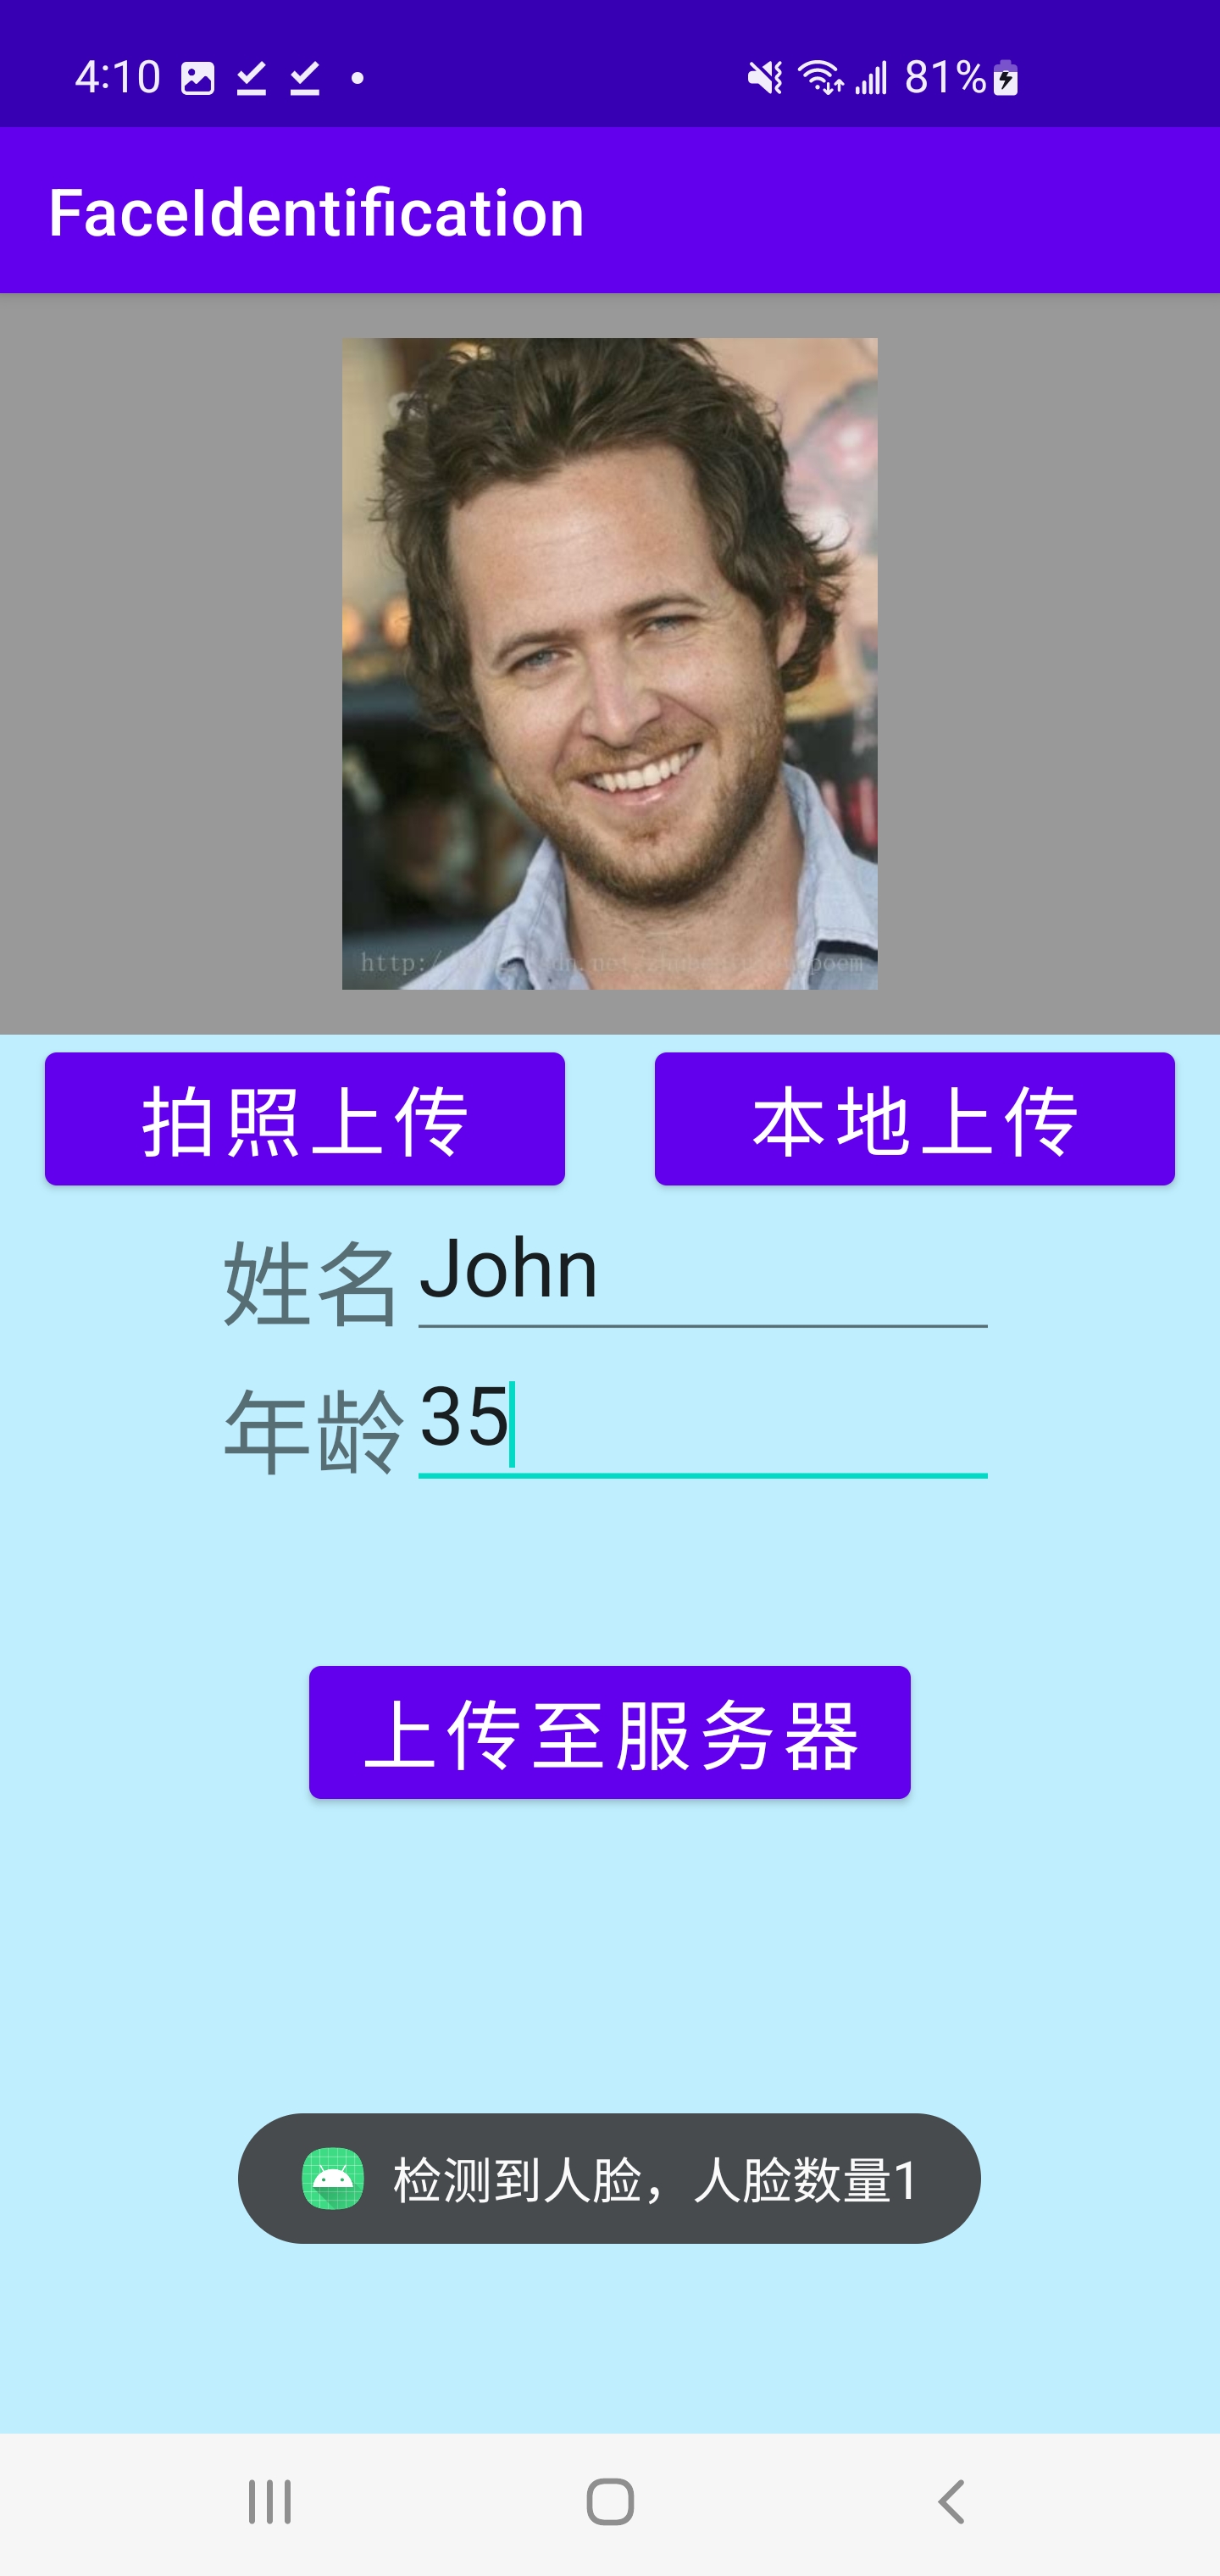 4:10 81%
FaceIdentification
http:/
poem
拍照上传 本地上传
姓名 John
年龄 35
上传至服务器
检测到人脸，人脸数量1